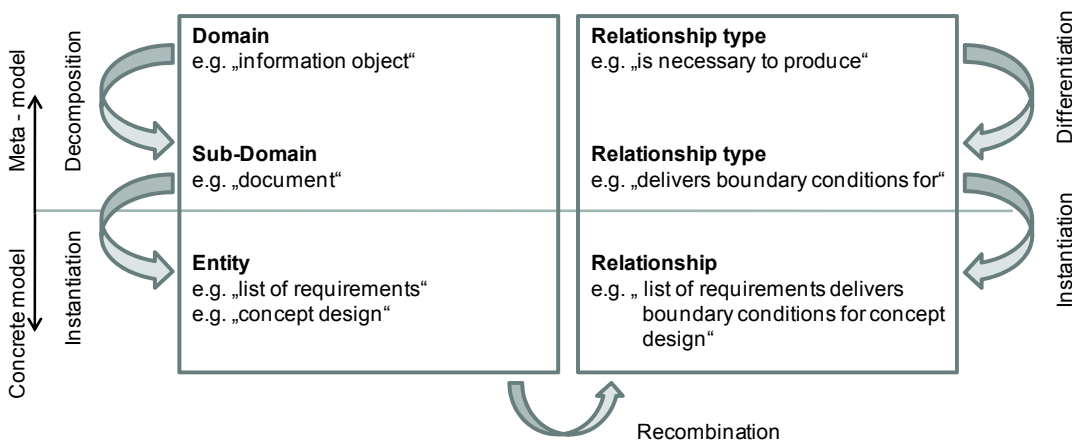 Meta - model
Concrete model
Decomposition
Instantiation
Domain
e.g. „information object“
Sub-Domain
e.g. „document“
Entity
e.g. „list of requirements“
e.g. „concept design“
Relationship type
e.g. „is necessary to produce“
Relationship type
e.g. „delivers boundary conditions for“
Relationship
e.g. „ list of requirements delivers
boundary conditions for concept
design“
Differentiation
Instantiation
Recombination